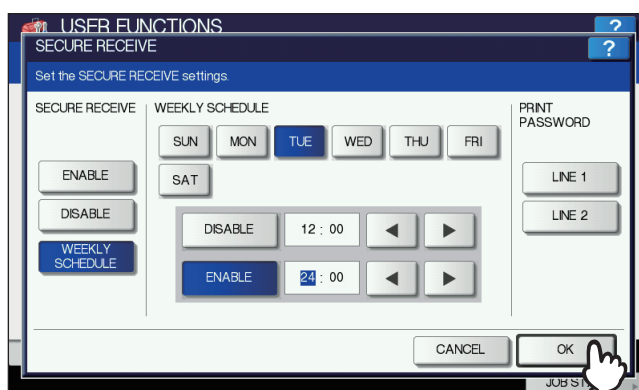 USER FUNCTIONS
?
SECURE RECEIVE
?
Set the SECURE RECEIVE settings.
SECURE RECEIVE
WEEKLY SCHEDULE
PRINT
PASSWORD
SUN MON TUE WED THU FRI
SAT
ENABLE
DISABLE
WEEKLY
SCHEDULE
DISABLE 12 : 00
ENABLE 24 : 00
LINE 1
LINE 2
CANCEL
OK